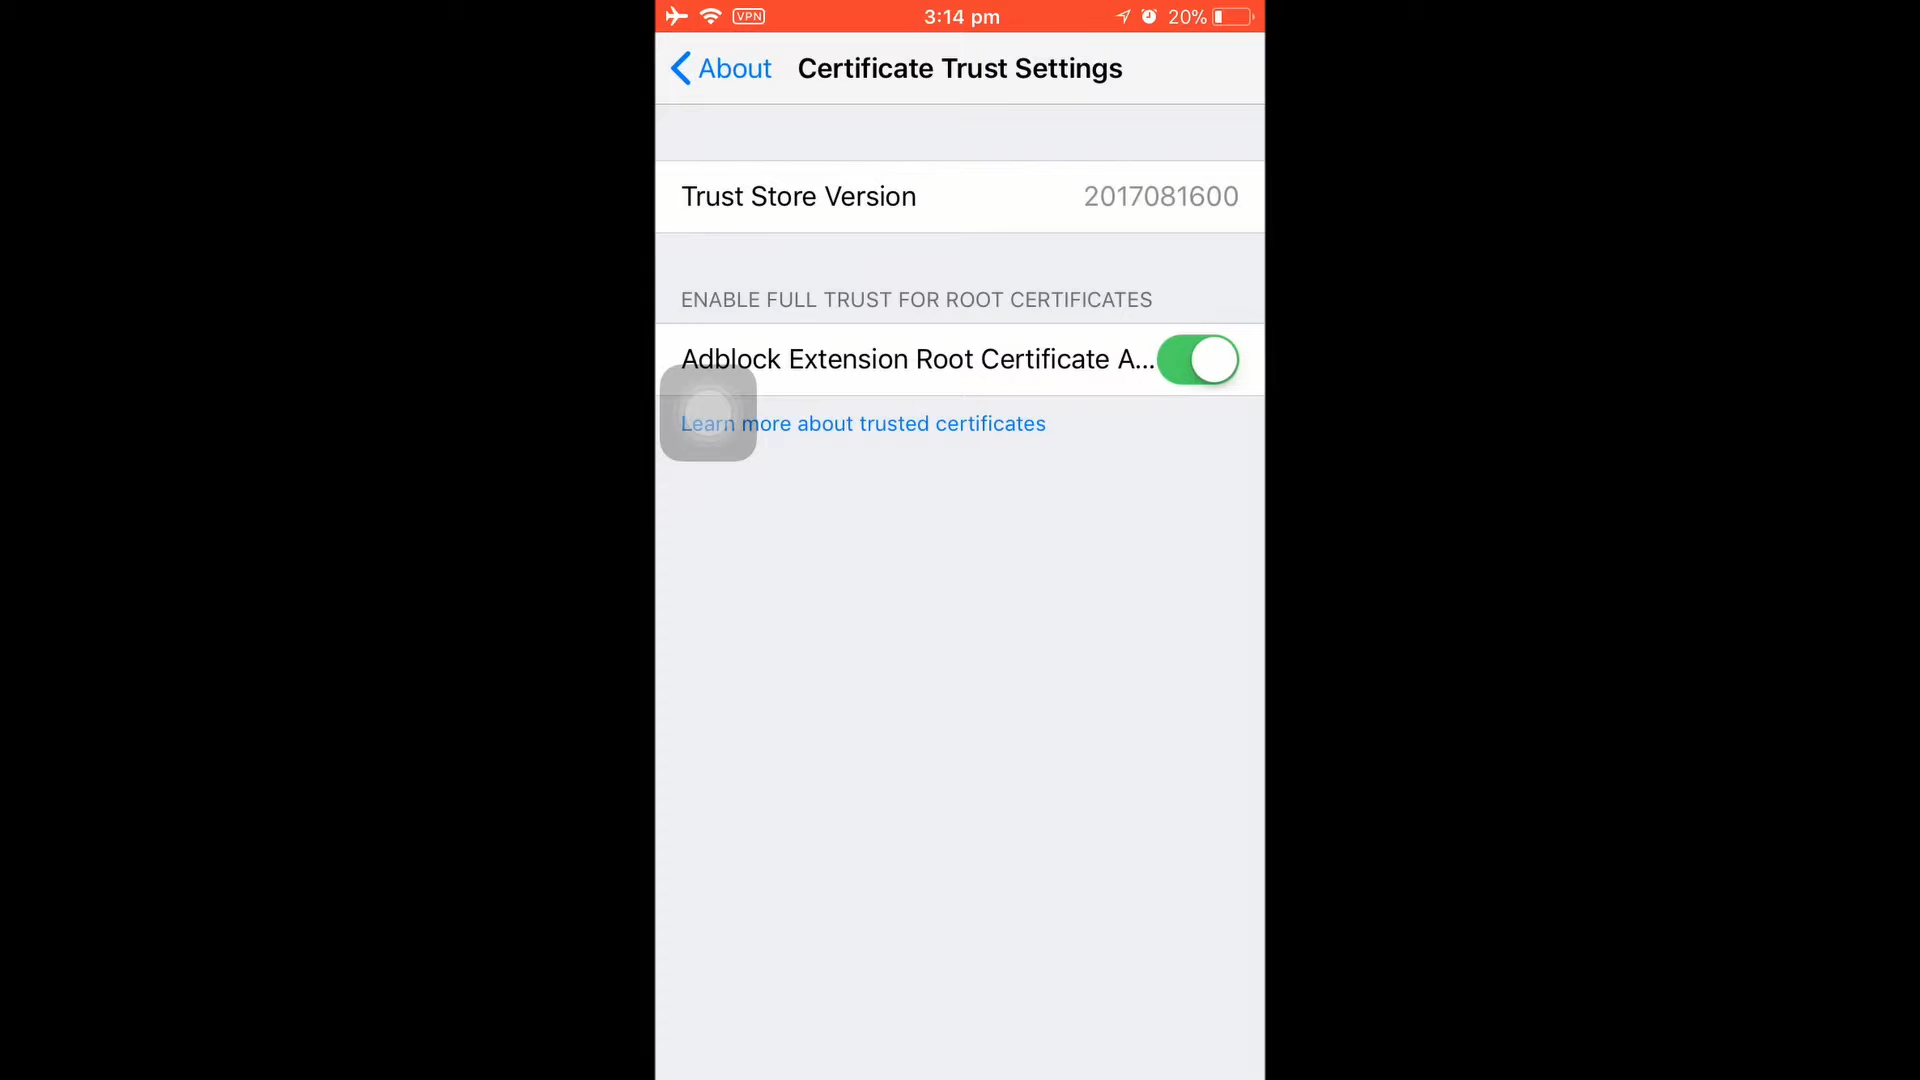 VPN 3:14 pm 20%
About Certificate Trust Settings
Trust Store Version 2017081600
ENABLE FULL TRUST FOR ROOT CERTIFICATES
Adblock Extension Root Certificate A...
Learn more about trusted certificates